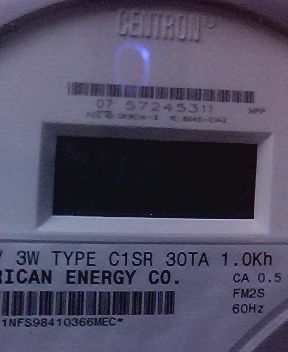 CENTRON®
07 57245311
V 3W TYPE C1SR 30TA 1.0Kh
RICAN ENERGY CO. CA 0.5
FM2S
1NFS98410366MEC* 60Hz